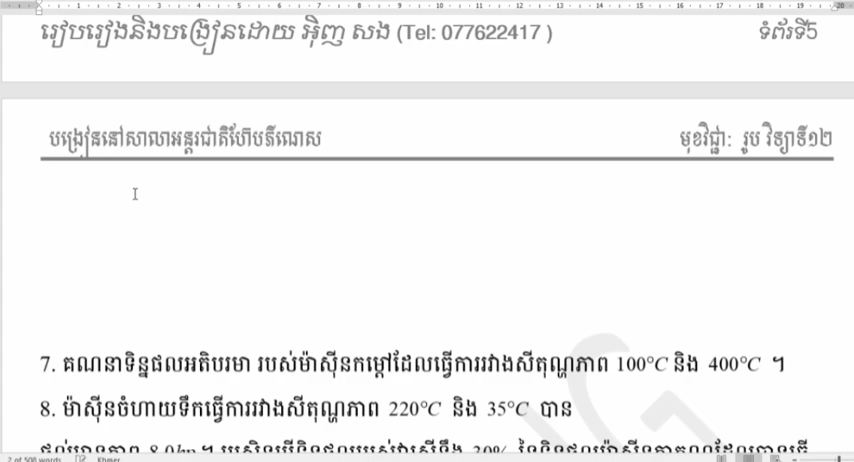 រៀបរៀងនិងបង្រៀនដោយ អ៊ិញ សង (Tel: 077622417 ) ទំព័រទី5
បង្រៀននៅសាលាអន្តរជាតិហ៊ែបភីណេស មុខវិជ្ជា: រូប វិទ្យាទី១២
7. គណនាទិន្នផលអតិបរមា របស់ម៉ាស៊ីនកម្ដៅដែលធ្វើការរវាងសីតុណ្ហភាព 100°C និង 400°C ។
8. ម៉ាស៊ីនចំហាយទឹកធ្វើការរវាងសីតុណ្ហភាព 220°C និង 35°C បាន